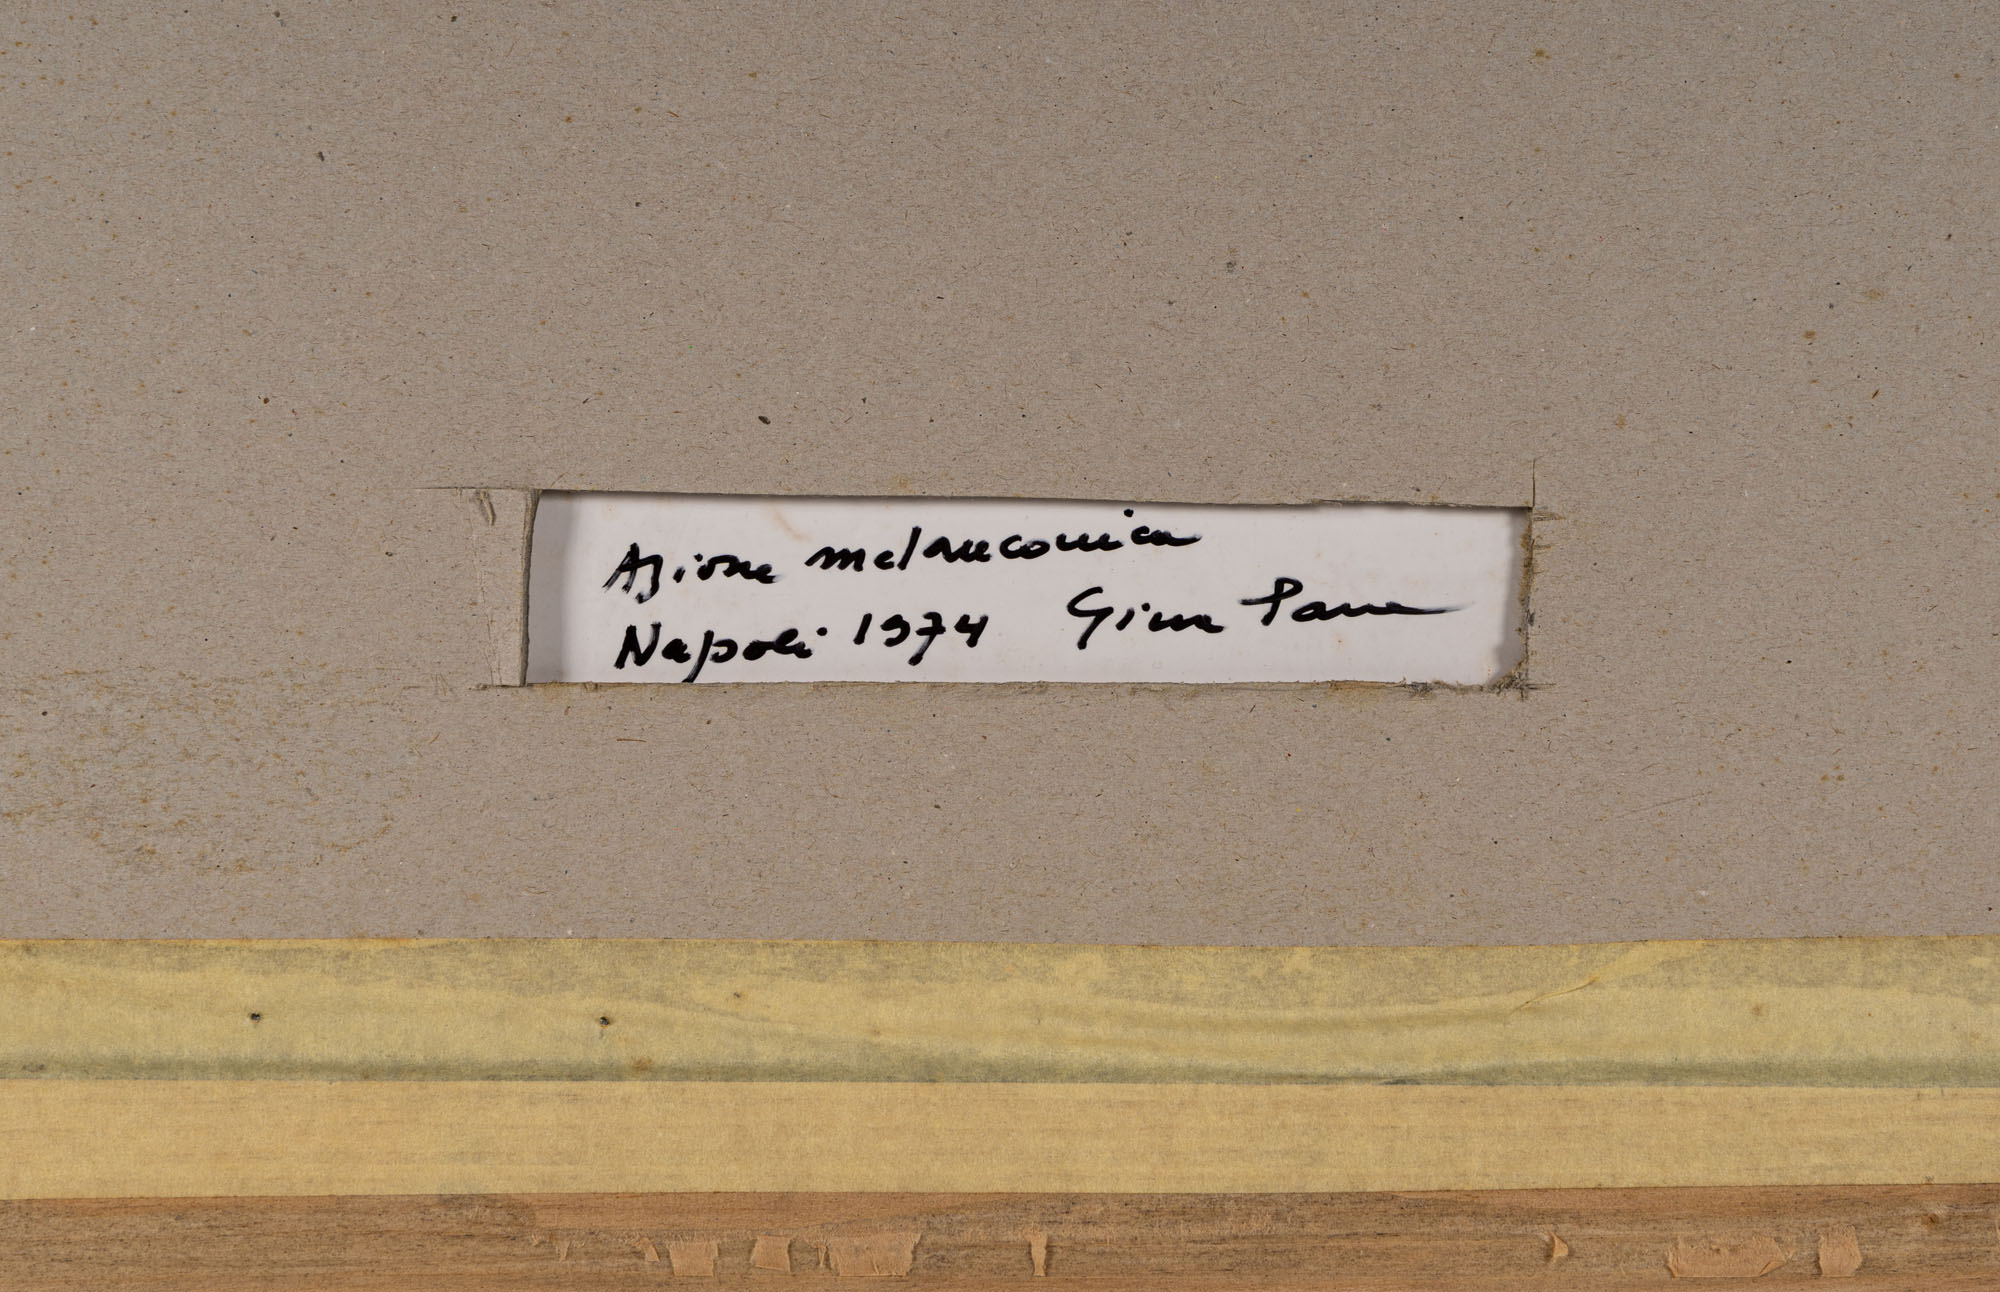 Azione melanconica
Napoli 1974 Gina Pane